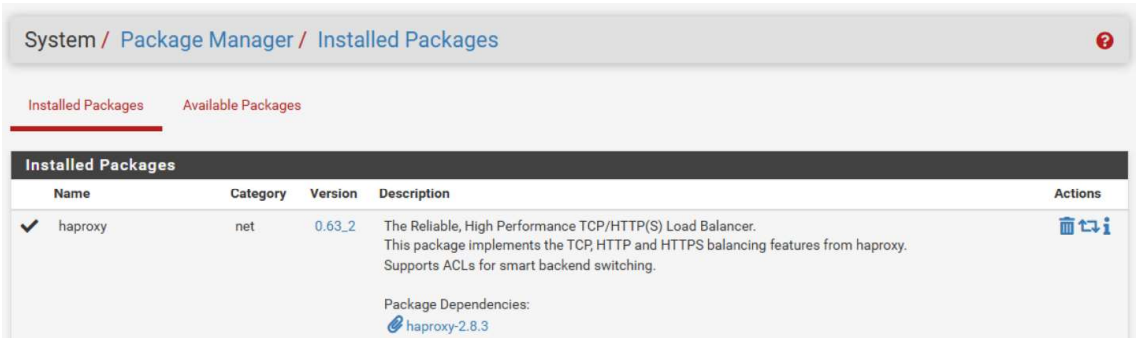 System / Package Manager / Installed Packages
Installed Packages Available Packages
Installed Packages
Name Category Version Description Actions
haproxy net 0.63_2 The Reliable, High Performance TCP/HTTP(S) Load Balancer.
This package implements the TCP, HTTP and HTTPS balancing features from haproxy.
Supports ACLs for smart backend switching.
Package Dependencies:
haproxy-2.8.3